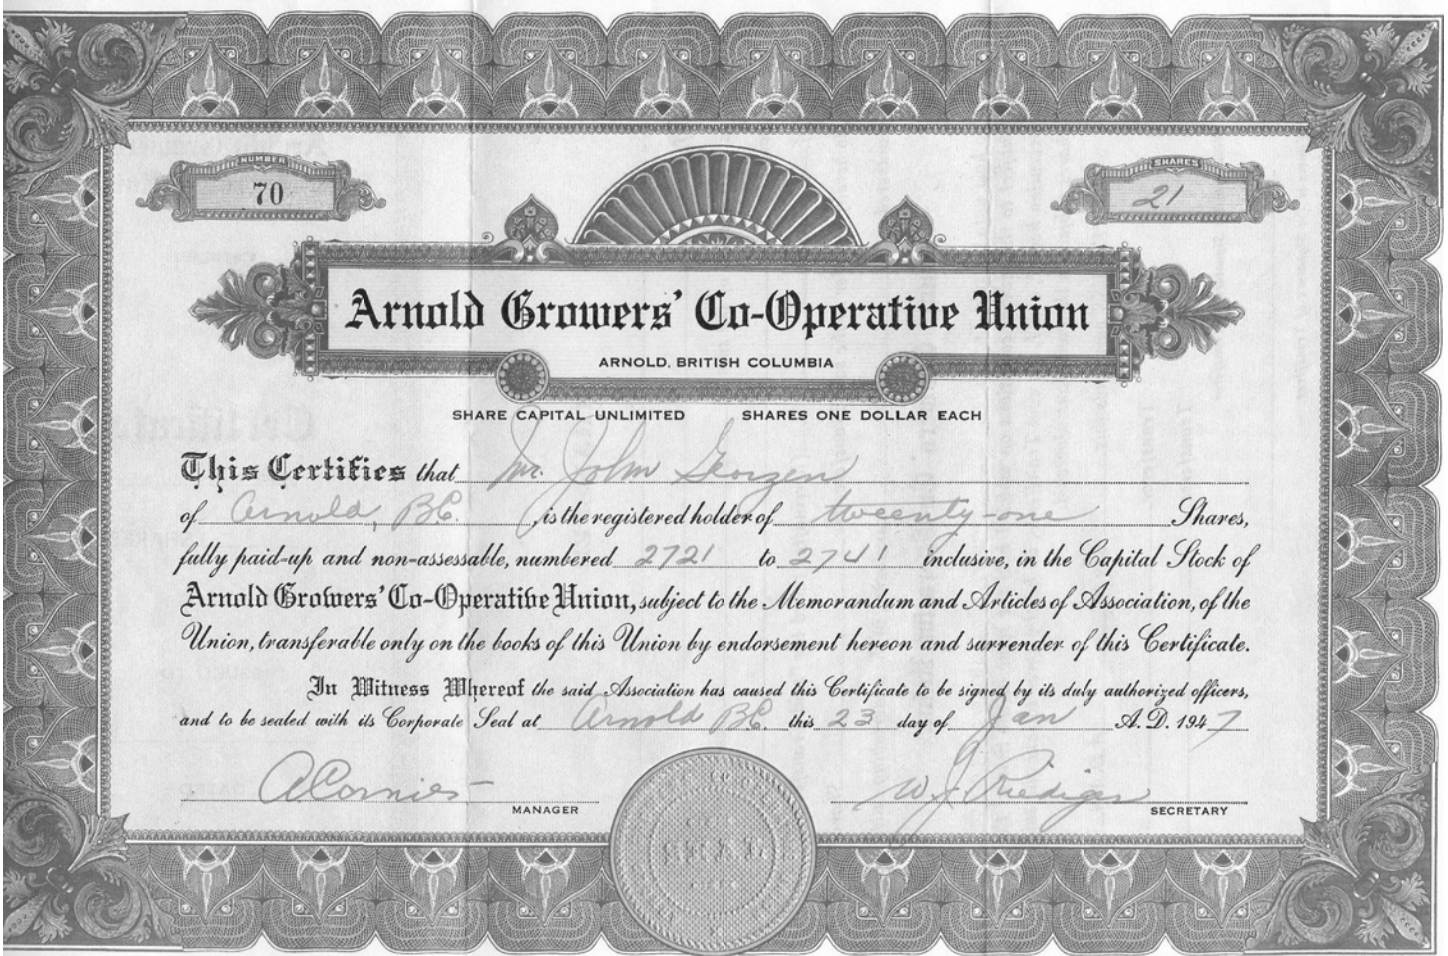 NUMBER
70
SHARES
21
Arnold Growers' Co-Operative Union
ARNOLD, BRITISH COLUMBIA
SHARE CAPITAL UNLIMITED SHARES ONE DOLLAR EACH
This Certifies that Mr. John Goerzen
of Arnold, B.C. , is the registered holder of tweenty-one Shares,
fully paid-up and non-assessable, numbered 2721 to 2741 inclusive, in the Capital Stock of
Arnold Growers' Co-Operative Union, subject to the Memorandum and Articles of Association, of the
Union, transferable only on the books of this Union by endorsement hereon and surrender of this Certificate.
In Witness Whereof the said Association has caused this Certificate to be signed by its duly authorized officers,
and to be sealed with its Corporate Seal at Arnold B.C. this 23 day of Jan A. D. 1947
A Cornies W. J. Riediger
MANAGER SECRETARY
SEAL